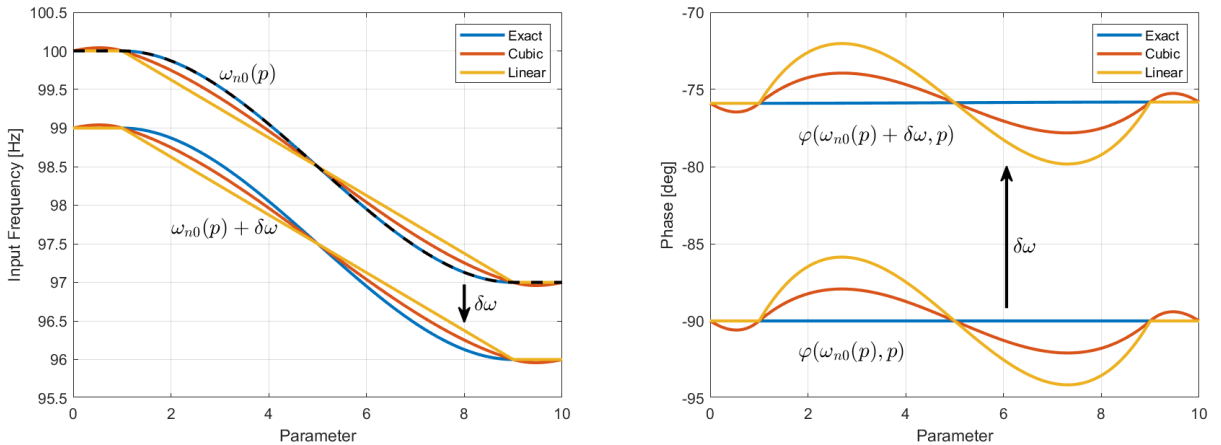 100.5
100
99.5
99
98.5
98
97.5
97
96.5
96
95.5
0 2 4 6 8 10
Input Frequency [Hz]
Parameter
Exact
Cubic
Linear
ωn0(p)
ωn0(p) + δω
δω
-70
-75
-80
-85
-90
-95
0 2 4 6 8 10
Phase [deg]
Parameter
Exact
Cubic
Linear
φ(ωn0(p) + δω, p)
δω
φ(ωn0(p), p)